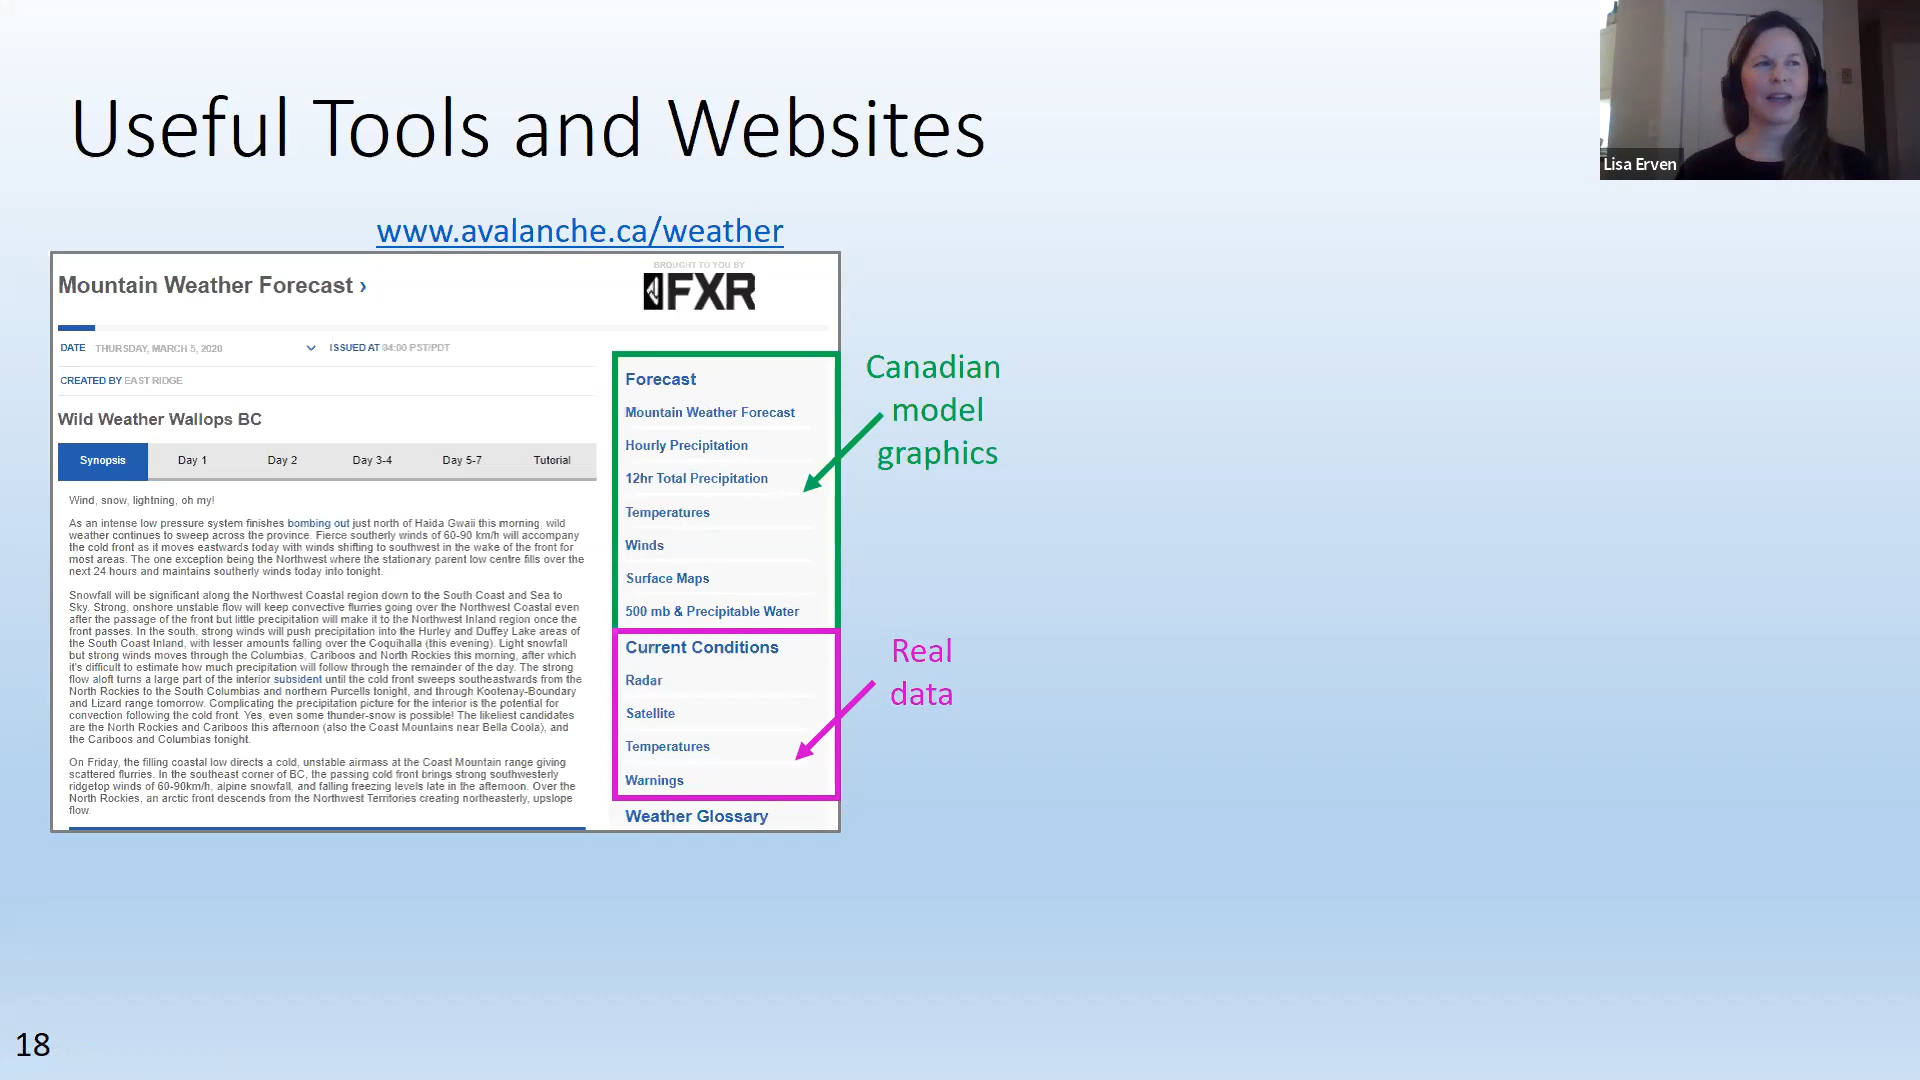 Useful Tools and Websites
Lisa Erven
www.avalanche.ca/weather
Mountain Weather Forecast ›
BROUGHT TO YOU BY
FXR
DATE THURSDAY, MARCH 5, 2020
ISSUED AT 04:00 PST/PDT
CREATED BY EAST RIDGE
Wild Weather Wallops BC
Synopsis Day 1 Day 2 Day 3-4 Day 5-7 Tutorial
Wind, snow, lightning, oh my!
As an intense low pressure system finishes bombing out just north of Haida Gwaii this morning, wild
weather continues to sweep across the province. Fierce southerly winds of 60-90 km/h will accompany
the cold front as it moves eastwards today with winds shifting to southwest in the wake of the front for
most areas. The one exception being the Northwest where the stationary parent low centre fills over the
next 24 hours and maintains southerly winds today into tonight.
Snowfall will be significant along the Northwest Coastal region down to the South Coast and Sea to
Sky. Strong, onshore unstable flow will keep convective flurries going over the Northwest Coastal even
after the passage of the front but little precipitation will make it to the Northwest Inland region once the
front passes. In the south, strong winds will push precipitation into the Hurley and Duffey Lake areas of
the South Coast Inland, with lesser amounts falling over the Coquihalla (this evening). Light snowfall
but strong winds moves through the Columbias, Cariboos and North Rockies this morning, after which
it's difficult to estimate how much precipitation will follow through the remainder of the day. The strong
flow aloft turns a large part of the interior subsident until the cold front sweeps southeastwards from the
North Rockies to the South Columbias and northern Purcells tonight, and through Kootenay-Boundary
and Lizard range tomorrow. Complicating the precipitation picture for the interior is the potential for
convection following the cold front. Yes, even some thunder-snow is possible! The likeliest candidates
are the North Rockies and Cariboos this afternoon (also the Coast Mountains near Bella Coola), and
the Cariboos and Columbias tonight.
On Friday, the filling coastal low directs a cold, unstable airmass at the Coast Mountain range giving
scattered flurries. In the southeast corner of BC, the passing cold front brings strong southwesterly
ridgetop winds of 60-90km/h, alpine snowfall, and falling freezing levels late in the afternoon. Over the
North Rockies, an arctic front descends from the Northwest Territories creating northeasterly, upslope
flow.
Forecast
Mountain Weather Forecast
Hourly Precipitation
12hr Total Precipitation
Temperatures
Winds
Surface Maps
500 mb & Precipitable Water
Current Conditions
Radar
Satellite
Temperatures
Warnings
Weather Glossary
Canadian
model
graphics
Real
data
18